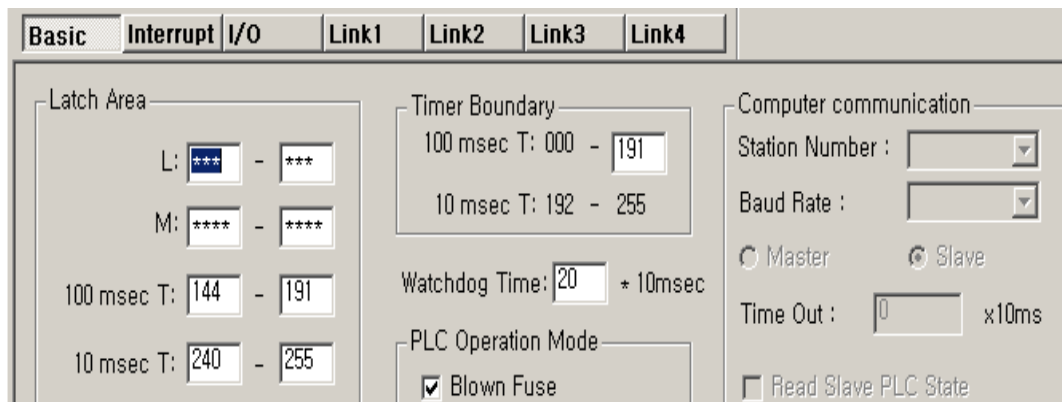 Basic Interrupt I/O Link1 Link2 Link3 Link4
Latch Area
L: *** - ***
M: **** - ****
100 msec T: 144 - 191
10 msec T: 240 - 255
Timer Boundary
100 msec T: 000 - 191
10 msec T: 192 - 255
Watchdog Time: 20 * 10msec
PLC Operation Mode
Blown Fuse
Computer communication
Station Number :
Baud Rate :
Master Slave
Time Out : 0 x10ms
Read Slave PLC State